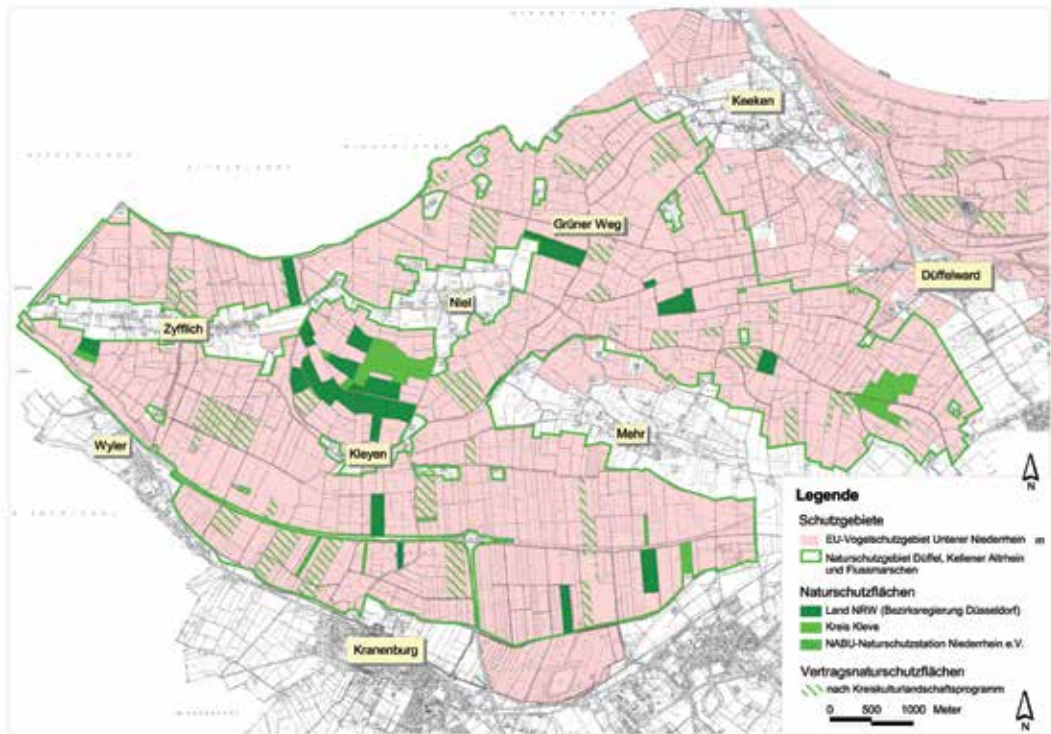 Keeken
Grüner Weg
Düffelward
Niel
Zyfflich
Mehr
Wyler
Kleyen
Kranenburg
N
Legende
Schutzgebiete
EU-Vogelschutzgebiet Unterer Niederrhein
Naturschutzgebiet Düffel, Kellener Altrhein
und Flussmarschen
Naturschutzflächen
Land NRW (Bezirksregierung Düsseldorf)
Kreis Kleve
NABU-Naturschutzstation Niederrhein e.V.
Vertragsnaturschutzflächen
nach Kreiskulturlandschaftsprogramm
0 500 1000 Meter
N